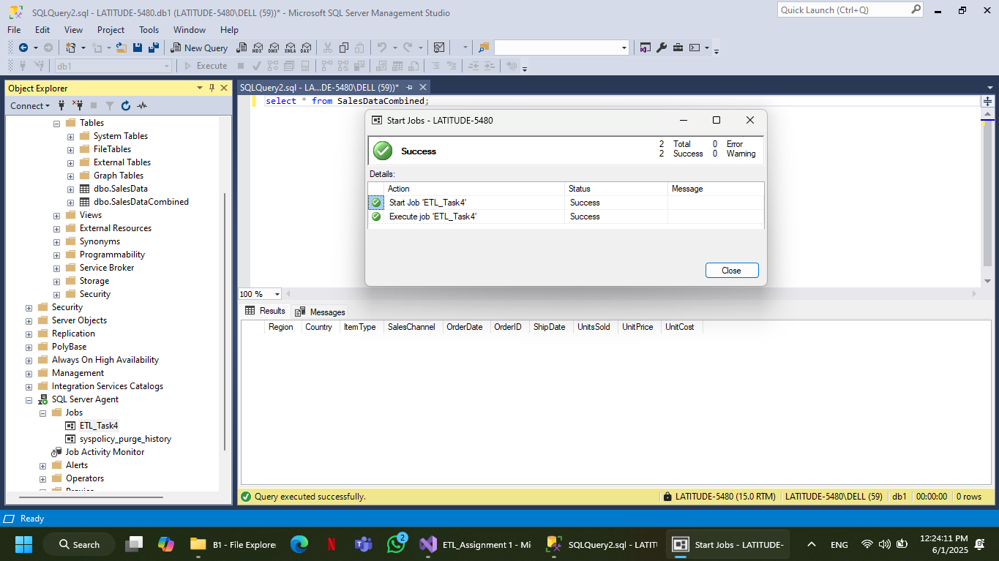 SQLQuery2.sql - LATITUDE-5480.db1 (LATITUDE-5480\DELL (59))* - Microsoft SQL Server Management Studio
Quick Launch (Ctrl+Q)
File Edit View Project Tools Window Help
New Query MDX DMX XMLA DAX
db1 Execute
Object Explorer
SQLQuery2.sql - LA...DE-5480\DELL (59))*
Connect
select * from SalesDataCombined;
Tables
System Tables
FileTables
External Tables
Graph Tables
dbo.SalesData
dbo.SalesDataCombined
Views
External Resources
Synonyms
Programmability
Service Broker
Storage
Security
Security
Server Objects
Replication
PolyBase
Always On High Availability
Management
Integration Services Catalogs
SQL Server Agent
Jobs
ETL_Task4
syspolicy_purge_history
Job Activity Monitor
Alerts
Operators
Proxies
Start Jobs - LATITUDE-5480
Success
2 Total 0 Error
2 Success 0 Warning
Details:
Action Status Message
Start Job 'ETL_Task4' Success
Execute job 'ETL_Task4' Success
Close
100 %
Results Messages
Region Country ItemType SalesChannel OrderDate OrderID ShipDate UnitsSold UnitPrice UnitCost
Query executed successfully.
LATITUDE-5480 (15.0 RTM) LATITUDE-5480\DELL (59) db1 00:00:00 0 rows
Ready
Search
B1 - File Explorer
2
ETL_Assignment 1 - Mi
SQLQuery2.sql - LATIT
Start Jobs - LATITUDE-
ENG
12:24:11 PM
6/1/2025